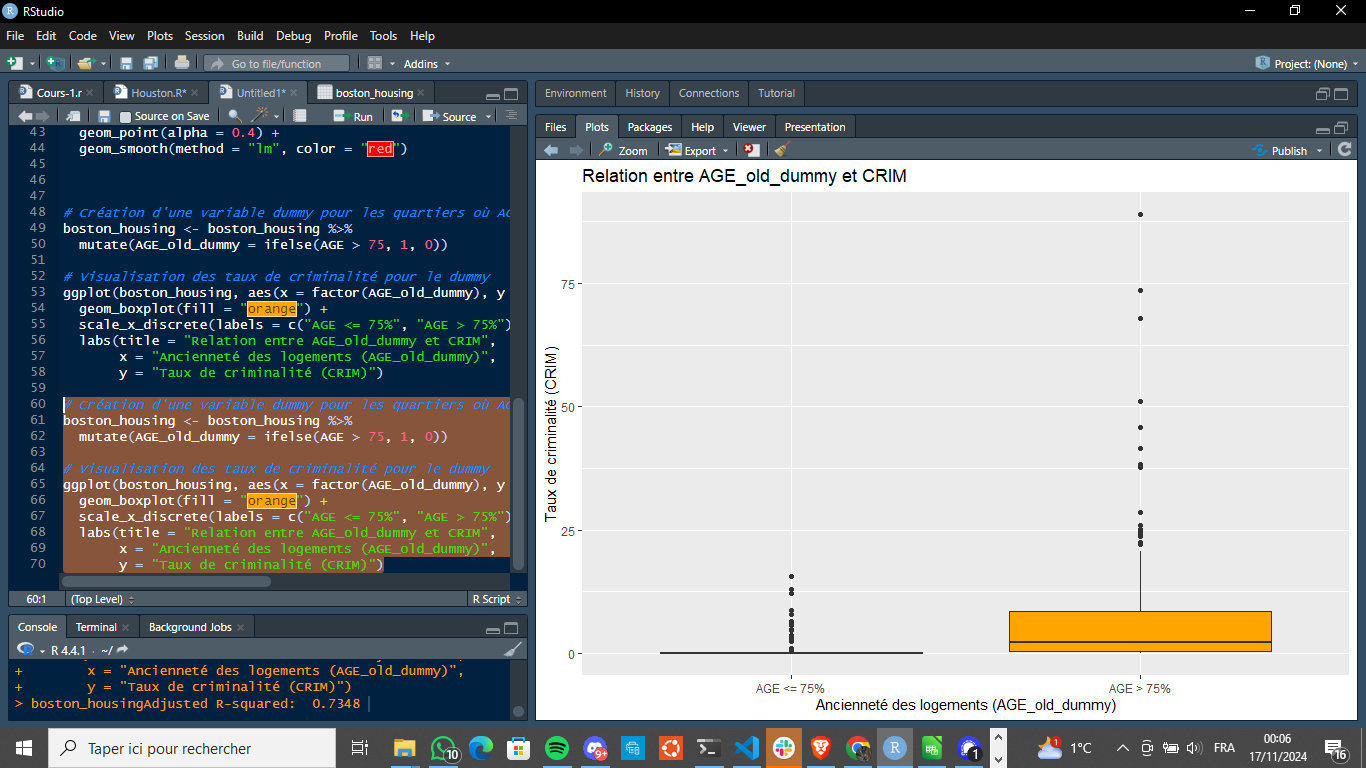 RStudio
File Edit Code View Plots Session Build Debug Profile Tools Help
Go to file/function Addins Project: (None)
Cours-1.r Houston.R* Untitled1* boston_housing
Source on Save Run Source
43 geom_point(alpha = 0.4) +
44 geom_smooth(method = "lm", color = "red")
45
46
47
48 # Création d'une variable dummy pour les quartiers où
49 boston_housing <- boston_housing %>%
50 mutate(AGE_old_dummy = ifelse(AGE > 75, 1, 0))
51
52 # Visualisation des taux de criminalité pour le dummy
53 ggplot(boston_housing, aes(x = factor(AGE_old_dummy), y
54 geom_boxplot(fill = "orange") +
55 scale_x_discrete(labels = c("AGE <= 75%", "AGE > 75%")
56 labs(title = "Relation entre AGE_old_dummy et CRIM",
57 x = "Ancienneté des logements (AGE_old_dummy)",
58 y = "Taux de criminalité (CRIM)")
59
60 # Création d'une variable dummy pour les quartiers où
61 boston_housing <- boston_housing %>%
62 mutate(AGE_old_dummy = ifelse(AGE > 75, 1, 0))
63
64 # Visualisation des taux de criminalité pour le dummy
65 ggplot(boston_housing, aes(x = factor(AGE_old_dummy), y
66 geom_boxplot(fill = "orange") +
67 scale_x_discrete(labels = c("AGE <= 75%", "AGE > 75%")
68 labs(title = "Relation entre AGE_old_dummy et CRIM",
69 x = "Ancienneté des logements (AGE_old_dummy)",
70 y = "Taux de criminalité (CRIM)")
60:1 (Top Level) R Script
Console Terminal Background Jobs
R 4.4.1 · ~/
+ x = "Ancienneté des logements (AGE_old_dummy)",
+ y = "Taux de criminalité (CRIM)")
> boston_housingAdjusted R-squared: 0.7348
Environment History Connections Tutorial
Files Plots Packages Help Viewer Presentation
Zoom Export Publish
Relation entre AGE_old_dummy et CRIM
Taux de criminalité (CRIM)
75
50
25
0
AGE <= 75% AGE > 75%
Ancienneté des logements (AGE_old_dummy)
Taper ici pour rechercher
10
9+
R
1
1
1°C
FRA
00:06
17/11/2024
16